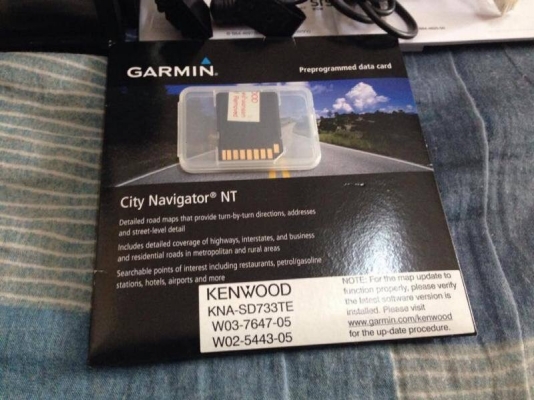 GARMIN
Preprogrammed data card
City Navigator® NT
Detailed road maps that provide turn-by-turn directions, addresses
and street-level detail
Includes detailed coverage of highways, interstates, and business
and residential roads in metropolitan and rural areas
Searchable points of interest including restaurants, petrol/gasoline
stations, hotels, airports and more
KENWOOD
KNA-SD733TE
W03-7647-05
W02-5443-05
NOTE: For the map update to
function properly, please verify
the latest software version is
installed. Please visit
www.garmin.com/kenwood
for the up-date procedure.